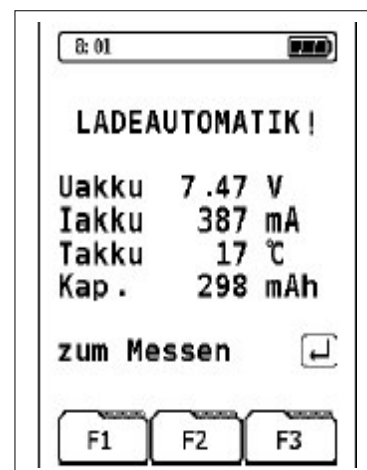 8:01
LADEAUTOMATIK!
Uakku 7.47 V
Iakku 387 mA
Takku 17 °C
Kap. 298 mAh
zum Messen
F1 F2 F3